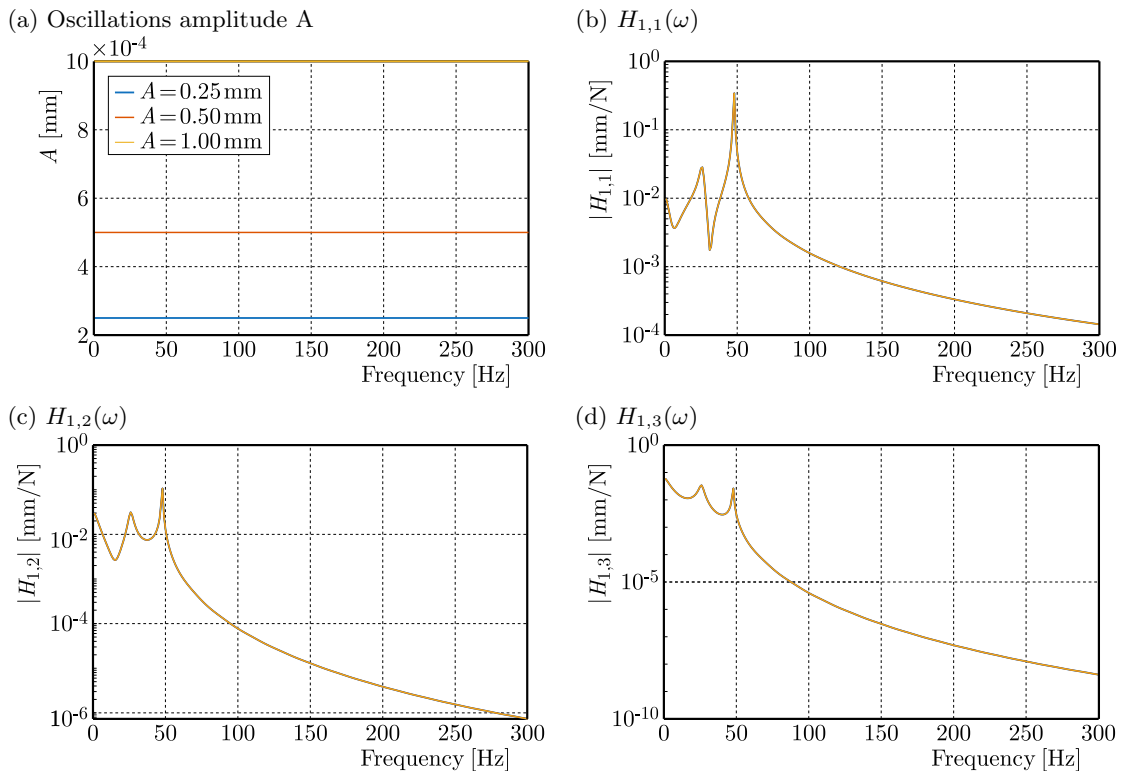 (a) Oscillations amplitude A
×10⁻⁴
10
8
6
4
2
A [mm]
A = 0.25 mm
A = 0.50 mm
A = 1.00 mm
0 50 100 150 200 250 300
Frequency [Hz]
(b) H₁,₁(ω)
10⁰
10⁻¹
10⁻²
10⁻³
10⁻⁴
|H₁,₁| [mm/N]
0 50 100 150 200 250 300
Frequency [Hz]
(c) H₁,₂(ω)
10⁰
10⁻²
10⁻⁴
10⁻⁶
|H₁,₂| [mm/N]
0 50 100 150 200 250 300
Frequency [Hz]
(d) H₁,₃(ω)
10⁰
10⁻⁵
10⁻¹⁰
|H₁,₃| [mm/N]
0 50 100 150 200 250 300
Frequency [Hz]